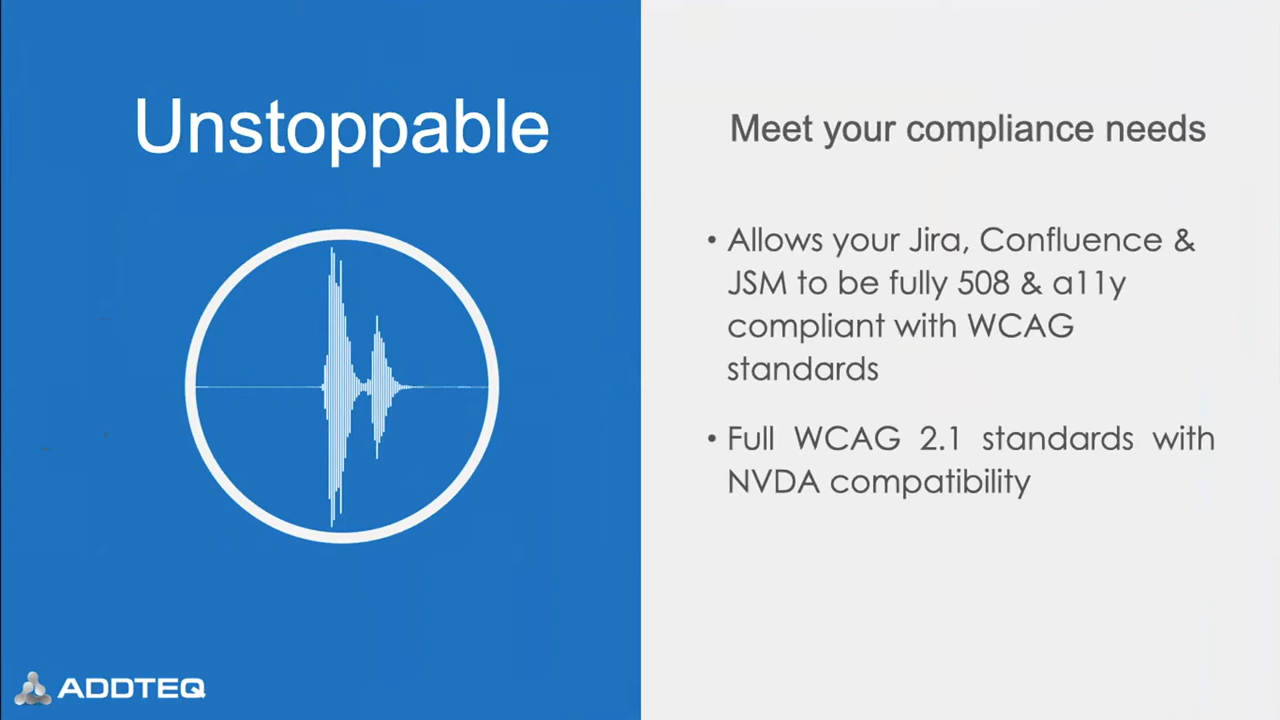 Unstoppable
Meet your compliance needs
• Allows your Jira, Confluence &
JSM to be fully 508 & a11y
compliant with WCAG
standards
• Full WCAG 2.1 standards with
NVDA compatibility
ADDTEQ